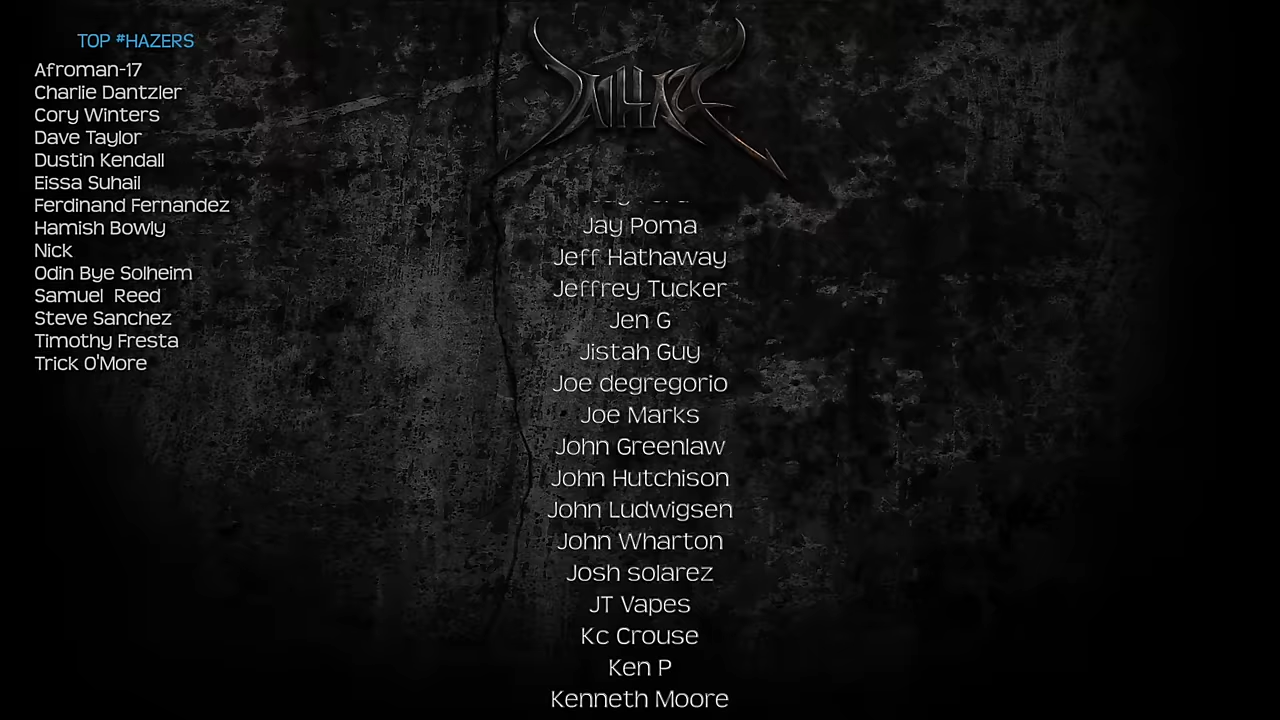 TOP #HAZERS
Afroman-17
Charlie Dantzler
Cory Winters
Dave Taylor
Dustin Kendall
Eissa Suhail
Ferdinand Fernandez
Hamish Bowly
Nick
Odin Bye Solheim
Samuel  Reed
Steve Sanchez
Timothy Fresta
Trick O'More
Jay Poma
Jeff Hathaway
Jeffrey Tucker
Jen G
Jistah Guy
Joe degregorio
Joe Marks
John Greenlaw
John Hutchison
John Ludwigsen
John Wharton
Josh solarez
JT Vapes
Kc Crouse
Ken P
Kenneth Moore